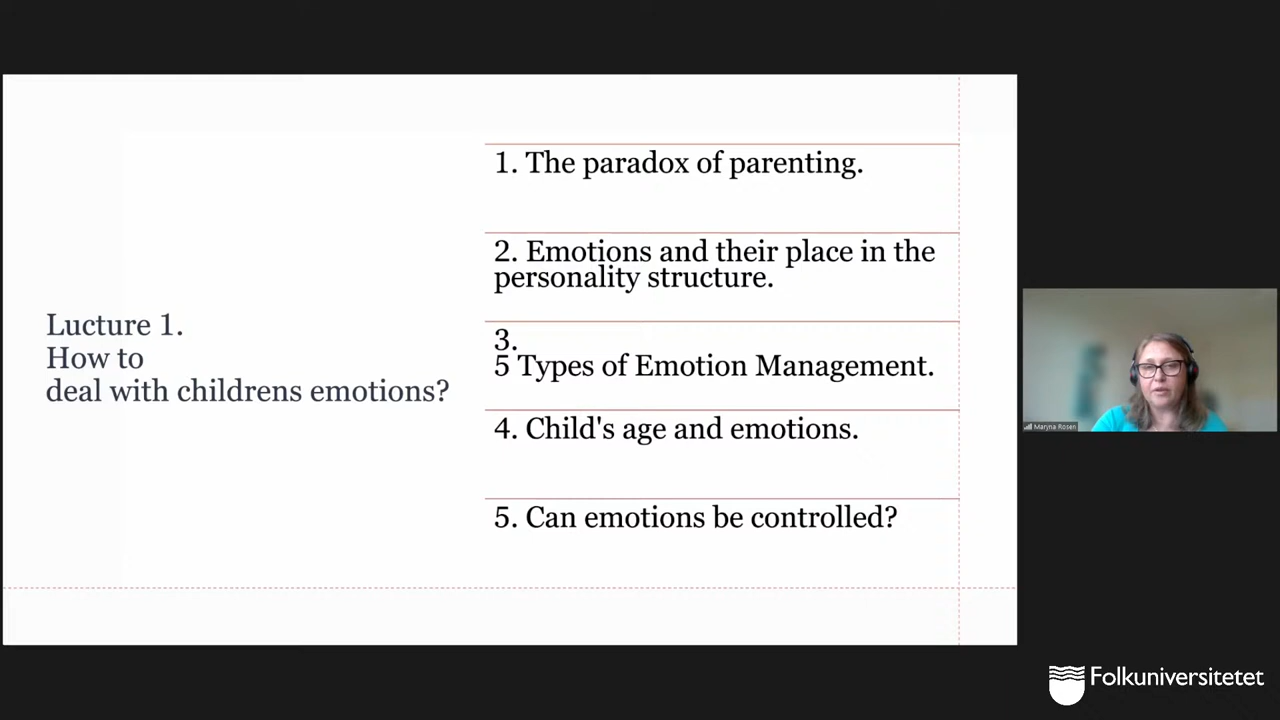 Lucture 1.
How to
deal with childrens emotions?
1. The paradox of parenting.
2. Emotions and their place in the
personality structure.
3.
5 Types of Emotion Management.
4. Child's age and emotions.
5. Can emotions be controlled?
Maryna Rosen
Folkuniversitetet